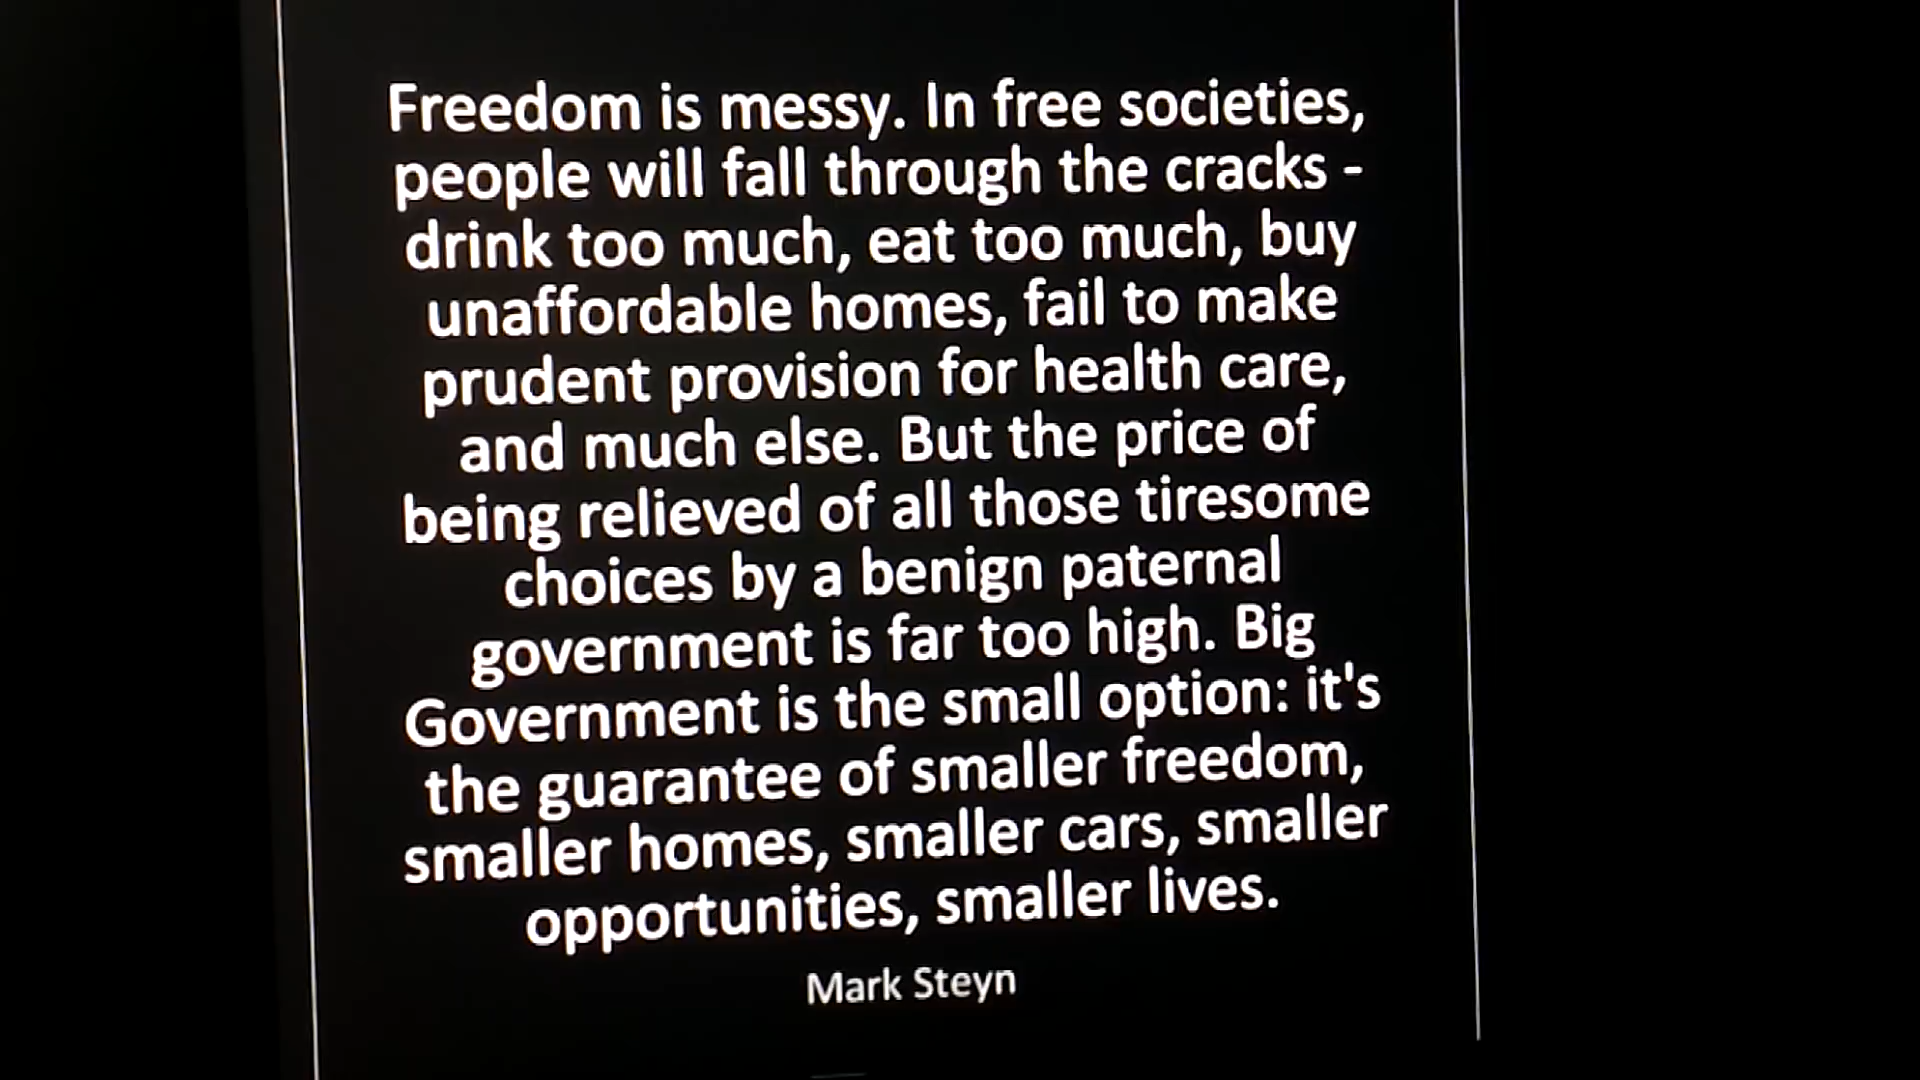 Freedom is messy. In free societies,
people will fall through the cracks -
drink too much, eat too much, buy
unaffordable homes, fail to make
prudent provision for health care,
and much else. But the price of
being relieved of all those tiresome
choices by a benign paternal
government is far too high. Big
Government is the small option: it's
the guarantee of smaller freedom,
smaller homes, smaller cars, smaller
opportunities, smaller lives.
Mark Steyn